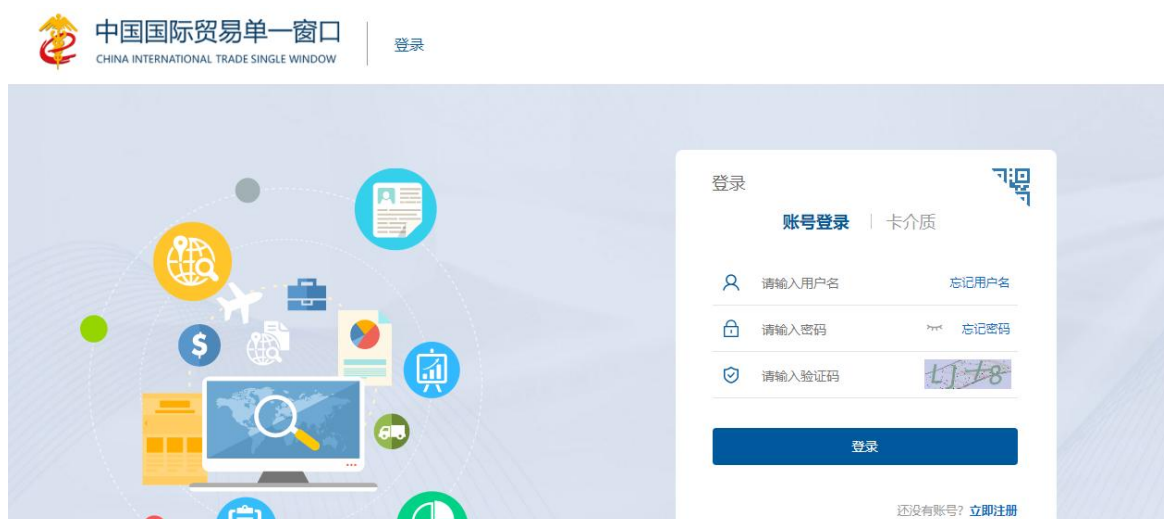 中国国际贸易单一窗口
CHINA INTERNATIONAL TRADE SINGLE WINDOW
登录
登录
账号登录 | 卡介质
请输入用户名 忘记用户名
请输入密码 忘记密码
请输入验证码
登录
还没有账号? 立即注册